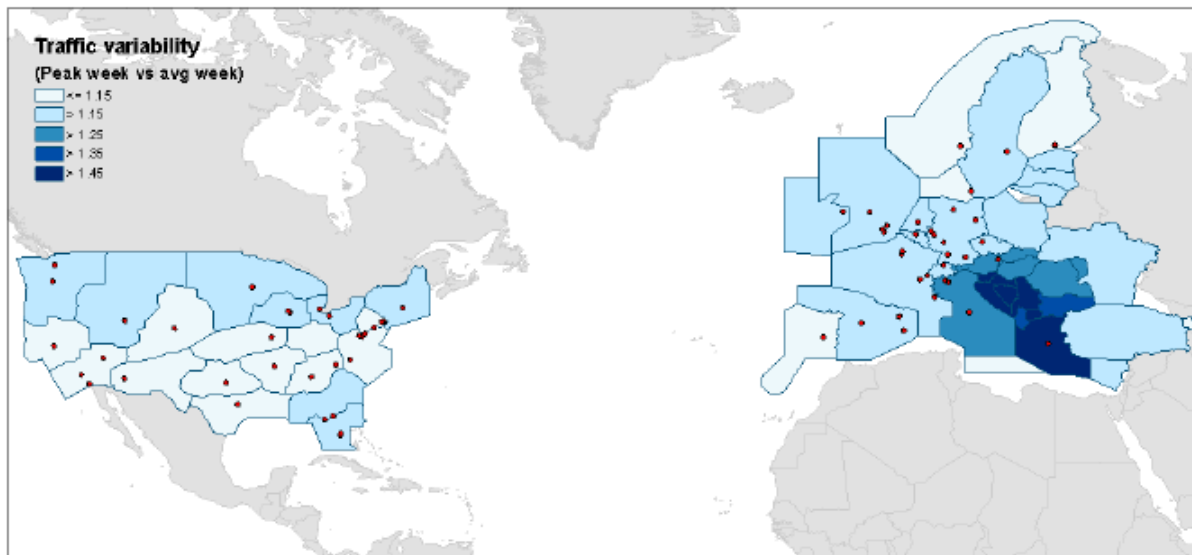 Traffic variability
(Peak week vs avg week)
<= 1.15
> 1.15
> 1.25
> 1.35
> 1.45